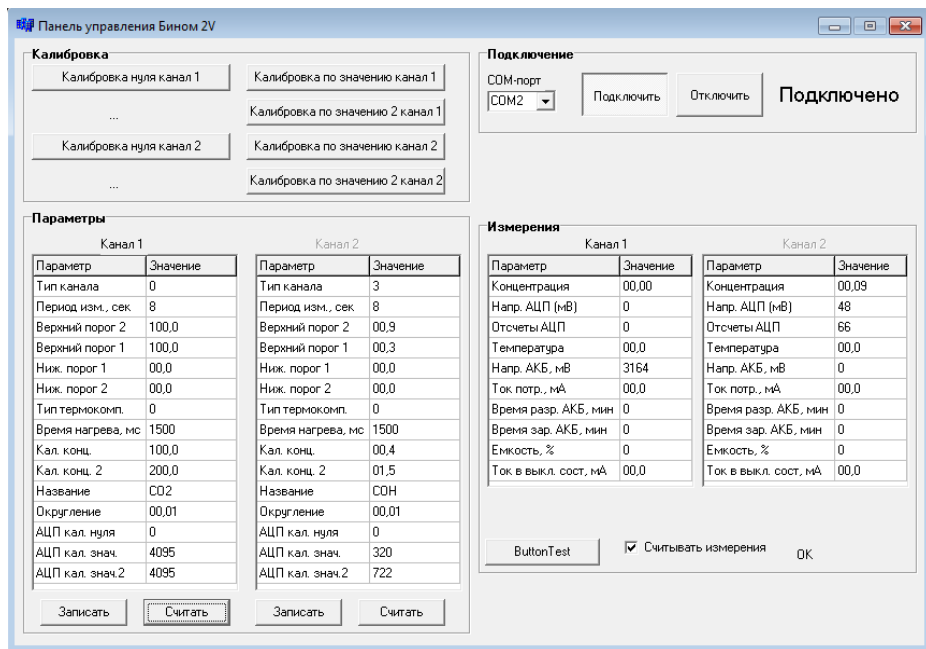 Панель управления Бином 2V
Калибровка
Калибровка нуля канал 1
Калибровка по значению канал 1
...
Калибровка по значению 2 канал 1
Калибровка нуля канал 2
Калибровка по значению канал 2
...
Калибровка по значению 2 канал 2
Подключение
COM-порт
COM2
Подключить
Отключить
Подключено
Параметры
Канал 1
Параметр Значение
Тип канала 0
Период изм., сек 8
Верхний порог 2 100,0
Верхний порог 1 100,0
Ниж. порог 1 00,0
Ниж. порог 2 00,0
Тип термокомп. 0
Время нагрева, мс 1500
Кал. конц. 100,0
Кал. конц. 2 200,0
Название CO2
Округление 00,01
АЦП кал. нуля 0
АЦП кал. знач. 4095
АЦП кал. знач.2 4095
Записать
Считать
Канал 2
Параметр Значение
Тип канала 3
Период изм., сек 8
Верхний порог 2 00,9
Верхний порог 1 00,3
Ниж. порог 1 00,0
Ниж. порог 2 00,0
Тип термокомп. 0
Время нагрева, мс 1500
Кал. конц. 00,4
Кал. конц. 2 01,5
Название COH
Округление 00,01
АЦП кал. нуля 0
АЦП кал. знач. 320
АЦП кал. знач.2 722
Записать
Считать
Измерения
Канал 1
Параметр Значение
Концентрация 00,00
Напр. АЦП (мВ) 0
Отсчеты АЦП 0
Температура 00,0
Напр. АКБ, мВ 3164
Ток потр., мА 00,0
Время разр. АКБ, мин 0
Время зар. АКБ, мин 0
Емкость, % 0
Ток в выкл. сост, мА 00,0
Канал 2
Параметр Значение
Концентрация 00,09
Напр. АЦП (мВ) 48
Отсчеты АЦП 66
Температура 00,0
Напр. АКБ, мВ 0
Ток потр., мА 00,0
Время разр. АКБ, мин 0
Время зар. АКБ, мин 0
Емкость, % 0
Ток в выкл. сост, мА 00,0
ButtonTest
Считывать измерения
OK